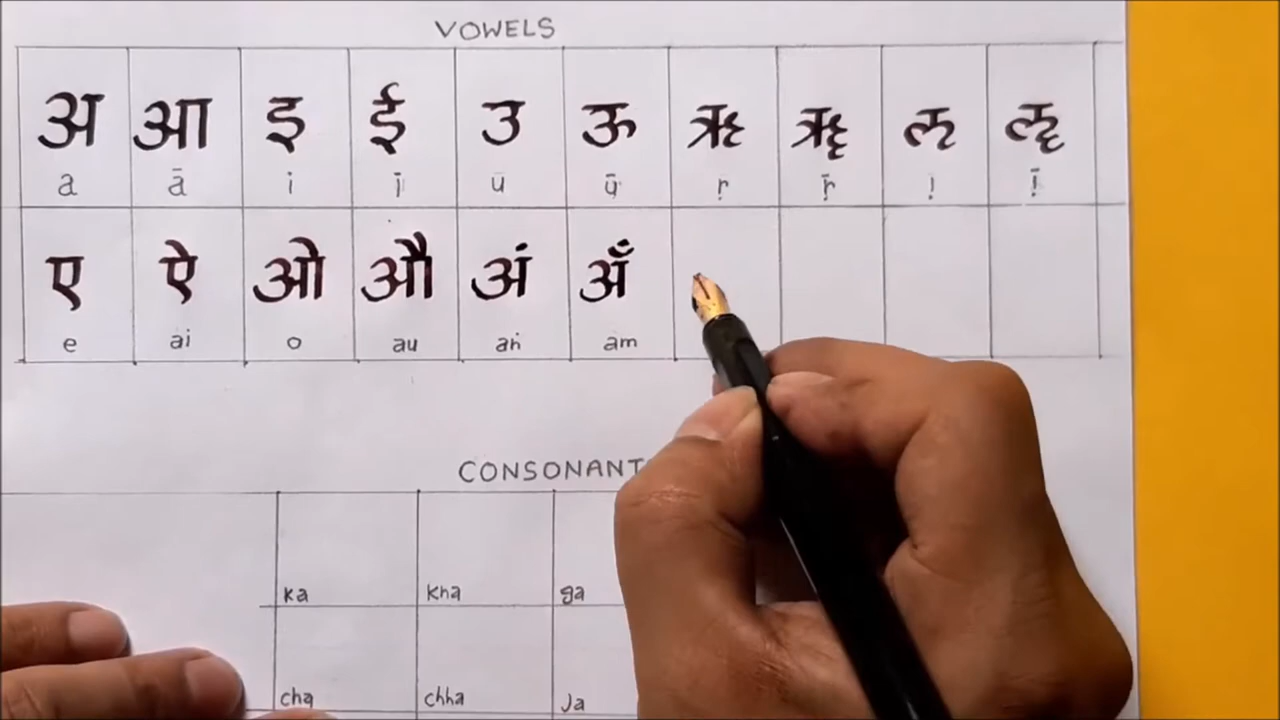 VOWELS
अ आ इ ई उ ऊ ऋ ॠ ऌ ॡ
a ā i ī u ū ṛ ṝ ḷ ḹ
ए ऐ ओ औ अं अँ
e ai o au aṅ am
CONSONANT
ka kha ga
cha chha ja